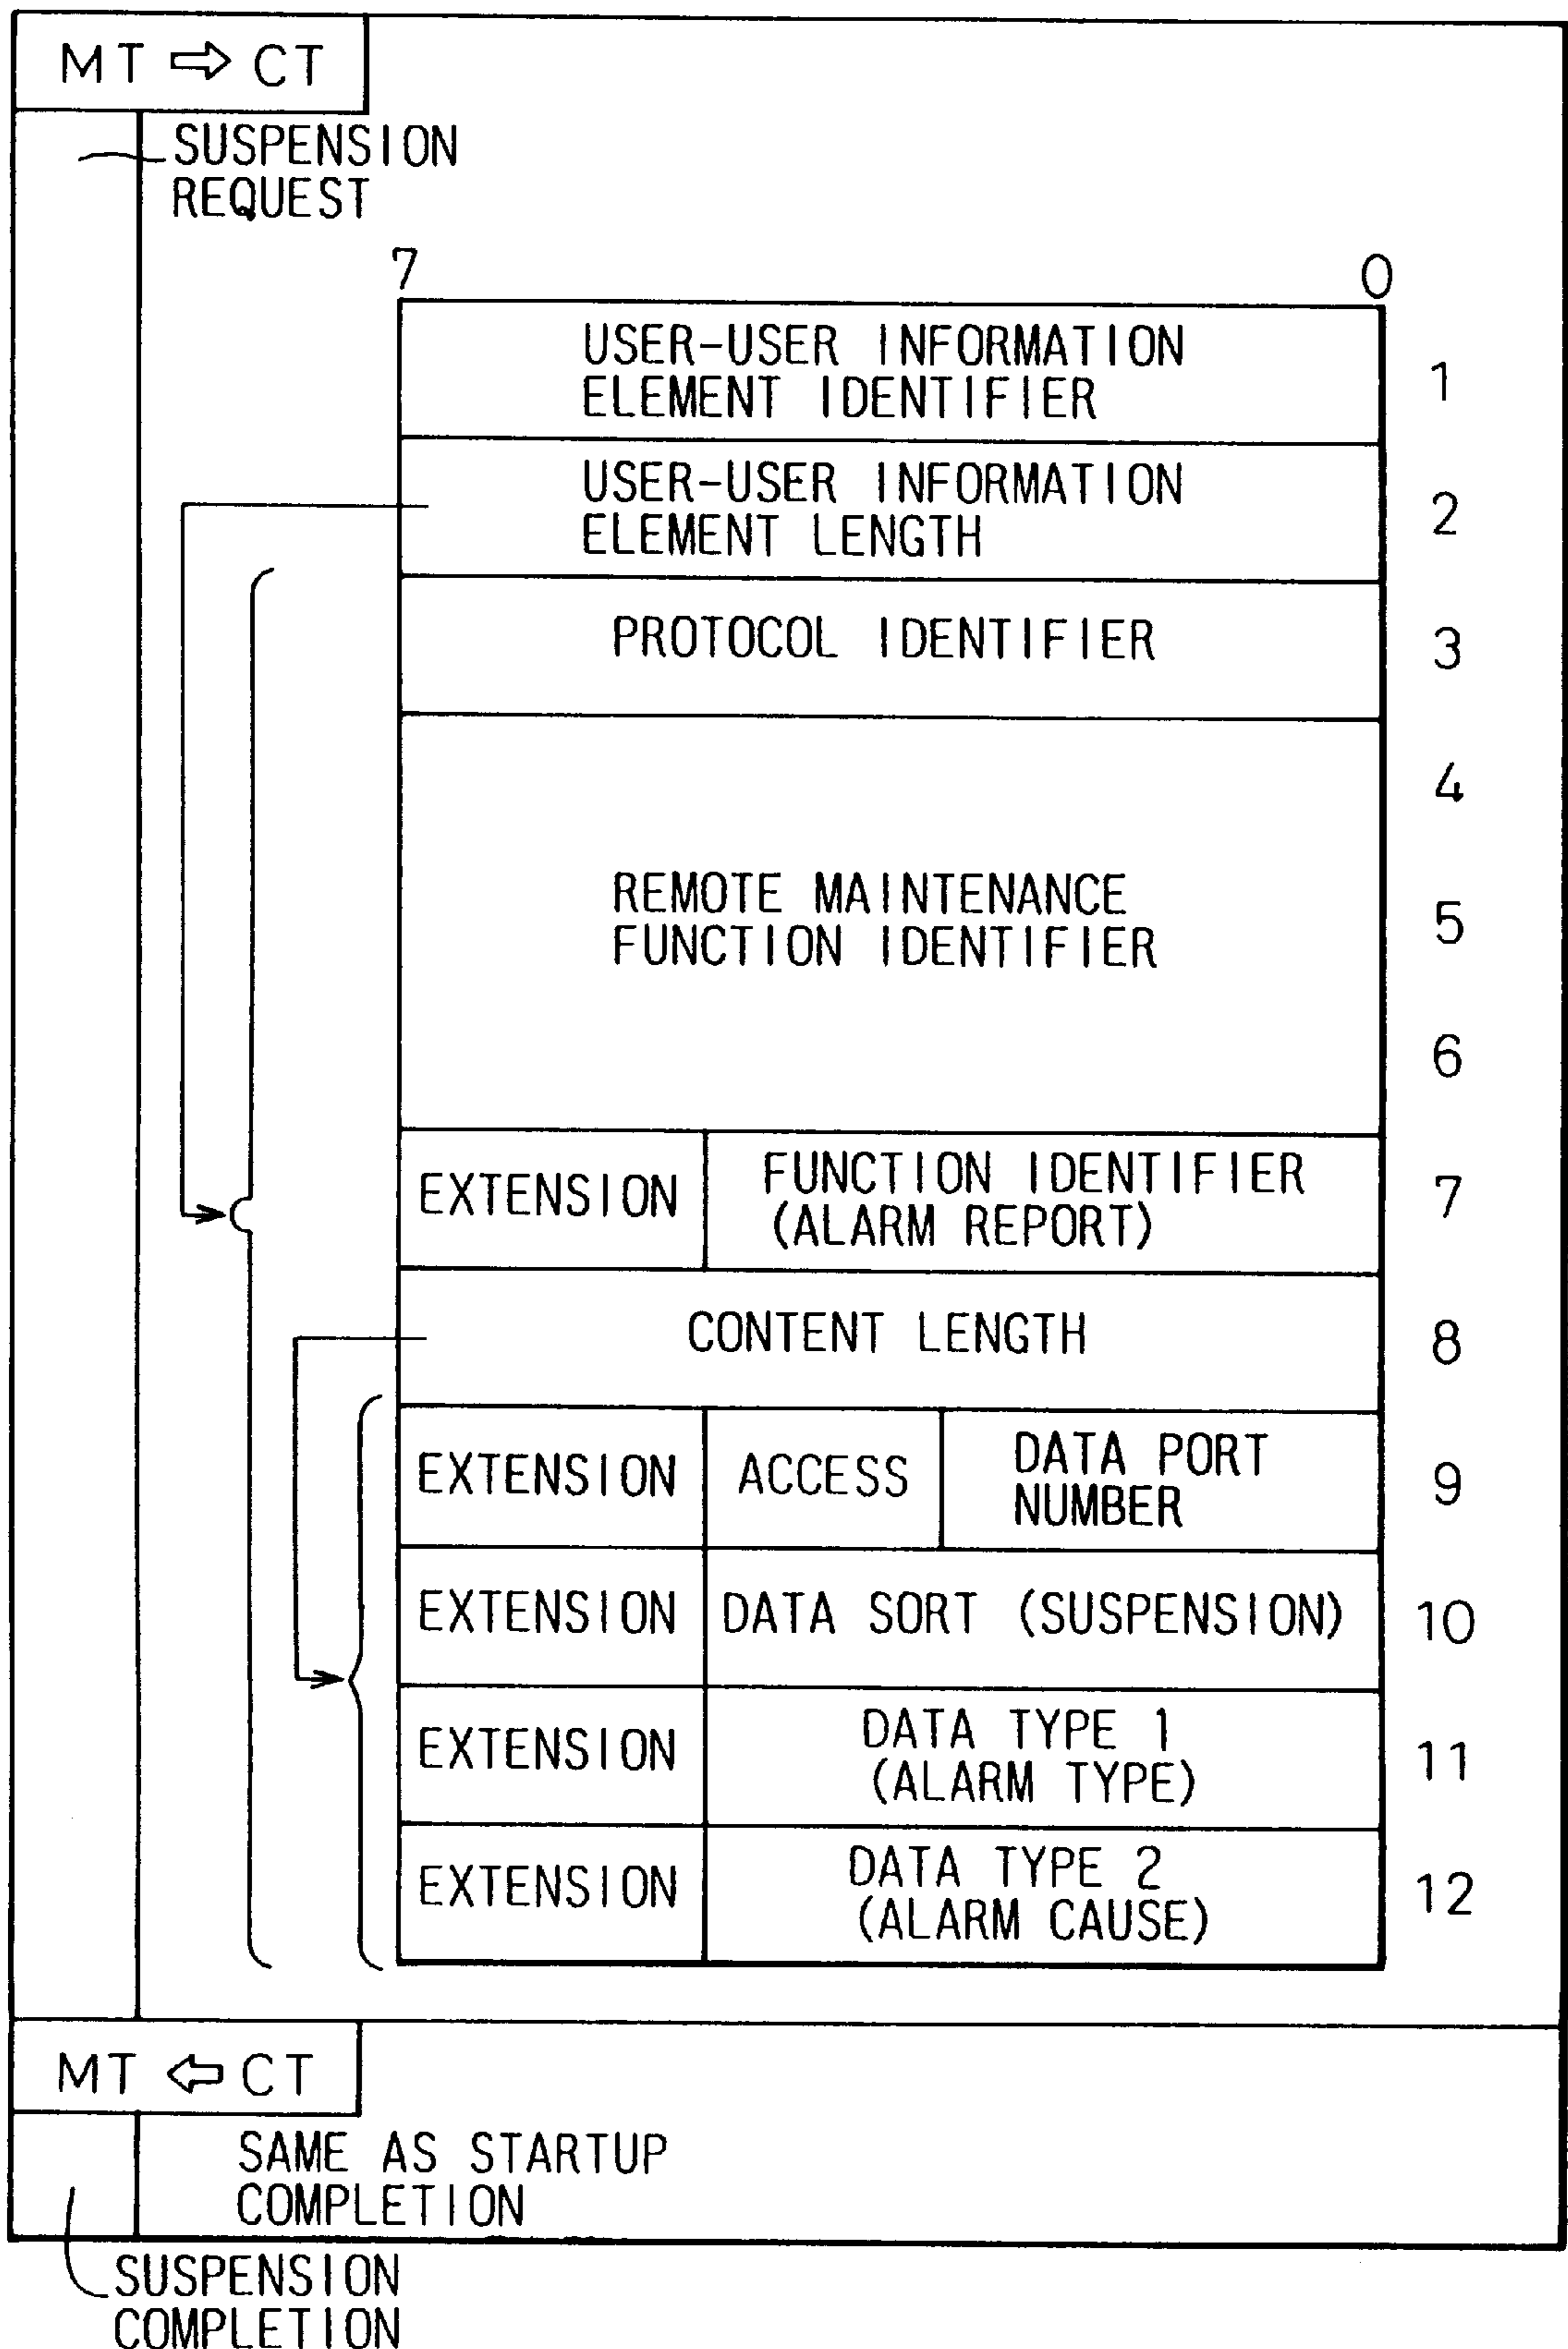 MT ⇨ CT
SUSPENSION
REQUEST
7 0
USER-USER INFORMATION
ELEMENT IDENTIFIER
1
USER-USER INFORMATION
ELEMENT LENGTH
2
PROTOCOL IDENTIFIER
3
4
REMOTE MAINTENANCE
FUNCTION IDENTIFIER
5
6
EXTENSION
FUNCTION IDENTIFIER
(ALARM REPORT)
7
CONTENT LENGTH
8
EXTENSION
ACCESS
DATA PORT
NUMBER
9
EXTENSION
DATA SORT (SUSPENSION)
10
EXTENSION
DATA TYPE 1
(ALARM TYPE)
11
EXTENSION
DATA TYPE 2
(ALARM CAUSE)
12
MT ⇦ CT
SAME AS STARTUP
COMPLETION
SUSPENSION
COMPLETION